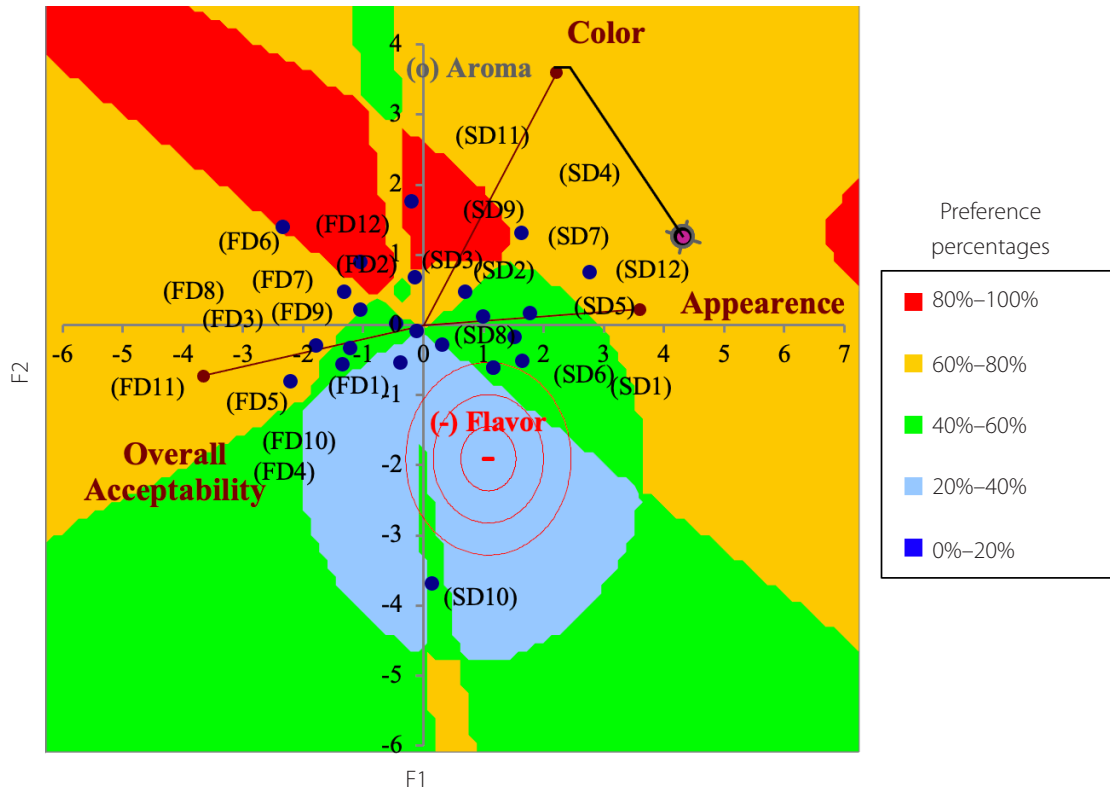 4
Color
(o) Aroma
3
(SD11)
(SD4)
2
(SD9)
(FD12)
(SD7)
(FD6)
1
(SD3)
(FD2)
(SD2)
(SD12)
(FD7)
(FD8)
Appearence
(SD5)
(FD9)
(FD3)
(SD8)
-6 -5 -4 -3 -2 -1 0 1 2 3 4 5 6 7
(FD11)
(FD1)
(SD6)
(SD1)
-1
(FD5)
(-) Flavor
(FD10)
Overall
Acceptability
(FD4)
-2
-3
-4
(SD10)
-5
-6
F2
F1
Preference
percentages
80%–100%
60%–80%
40%–60%
20%–40%
0%–20%